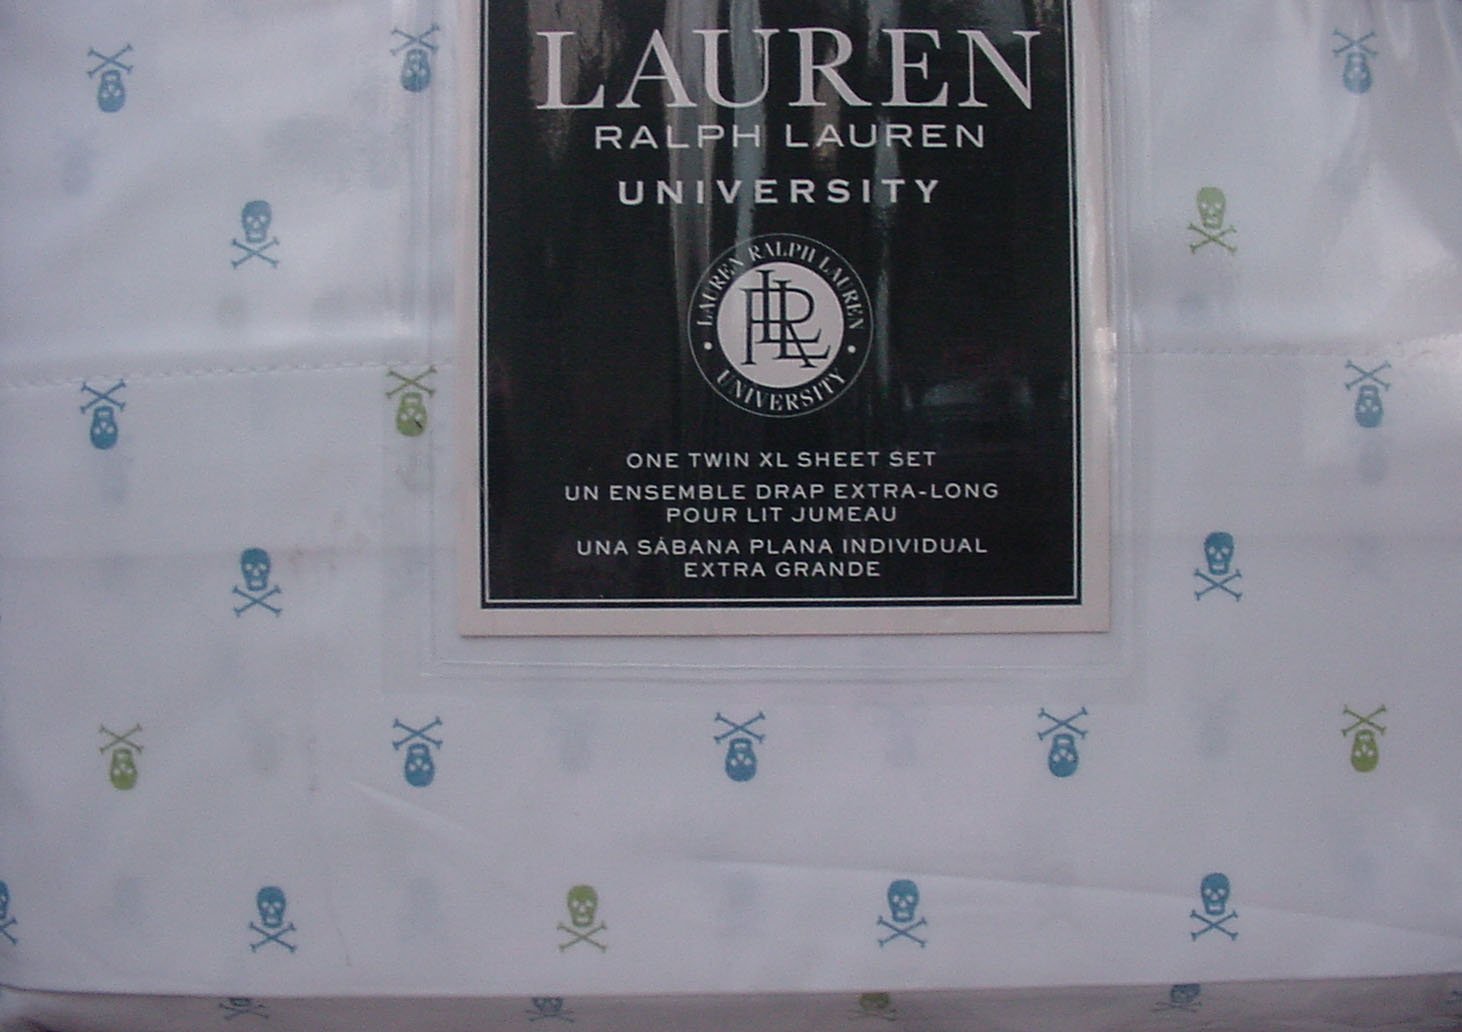 LAUREN
RALPH LAUREN
UNIVERSITY
LAUREN RALPH LAUREN
LRL
• UNIVERSITY •
ONE TWIN XL SHEET SET
UN ENSEMBLE DRAP EXTRA-LONG
POUR LIT JUMEAU
UNA SÁBANA PLANA INDIVIDUAL
EXTRA GRANDE